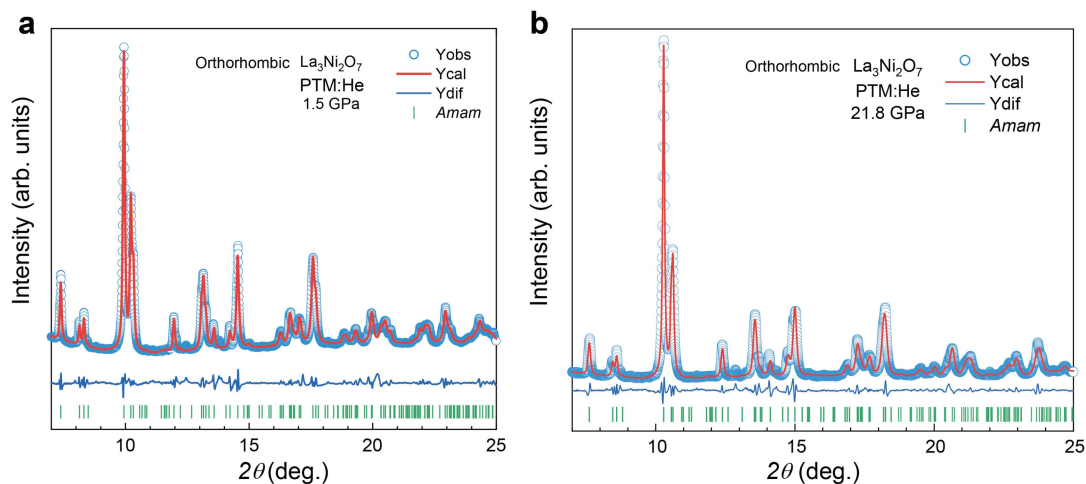 a
Orthorhombic La₃Ni₂O₇
PTM:He
1.5 GPa
Yobs
Ycal
Ydif
Amam
Intensity (arb. units)
10 15 20 25
2θ (deg.)
b
Orthorhombic La₃Ni₂O₇
PTM:He
21.8 GPa
Yobs
Ycal
Ydif
Amam
Intensity (arb. units)
10 15 20 25
2θ (deg.)